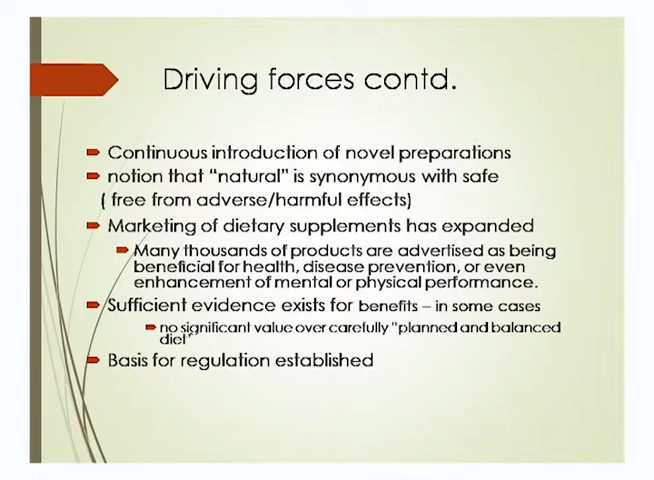 Driving forces contd.
Continuous introduction of novel preparations
notion that “natural” is synonymous with safe
( free from adverse/harmful effects)
Marketing of dietary supplements has expanded
Many thousands of products are advertised as being
beneficial for health, disease prevention, or even
enhancement of mental or physical performance.
Sufficient evidence exists for benefits – in some cases
no significant value over carefully “planned and balanced
diet”
Basis for regulation established